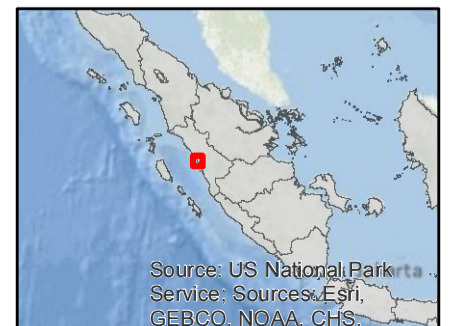 Source: US National Park
Service; Sources: Esri,
GEBCO, NOAA, CHS,